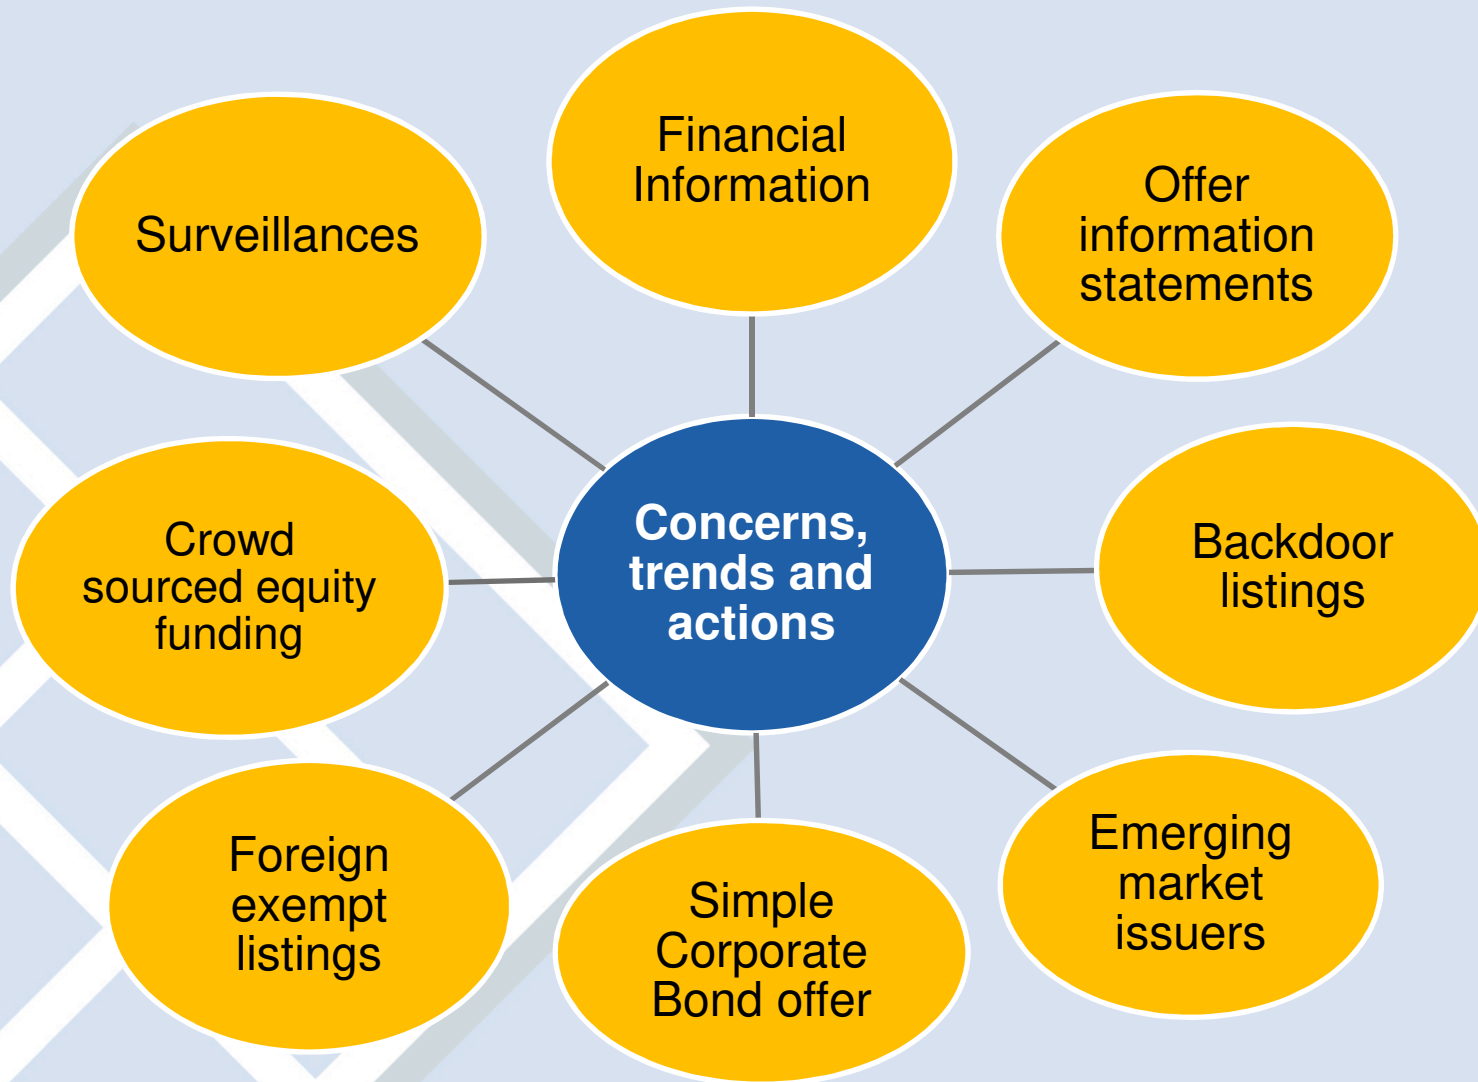 Financial
Information
Offer
information
statements
Backdoor
listings
Emerging
market
issuers
Simple
Corporate
Bond offer
Foreign
exempt
listings
Crowd
sourced equity
funding
Surveillances
Concerns,
trends and
actions